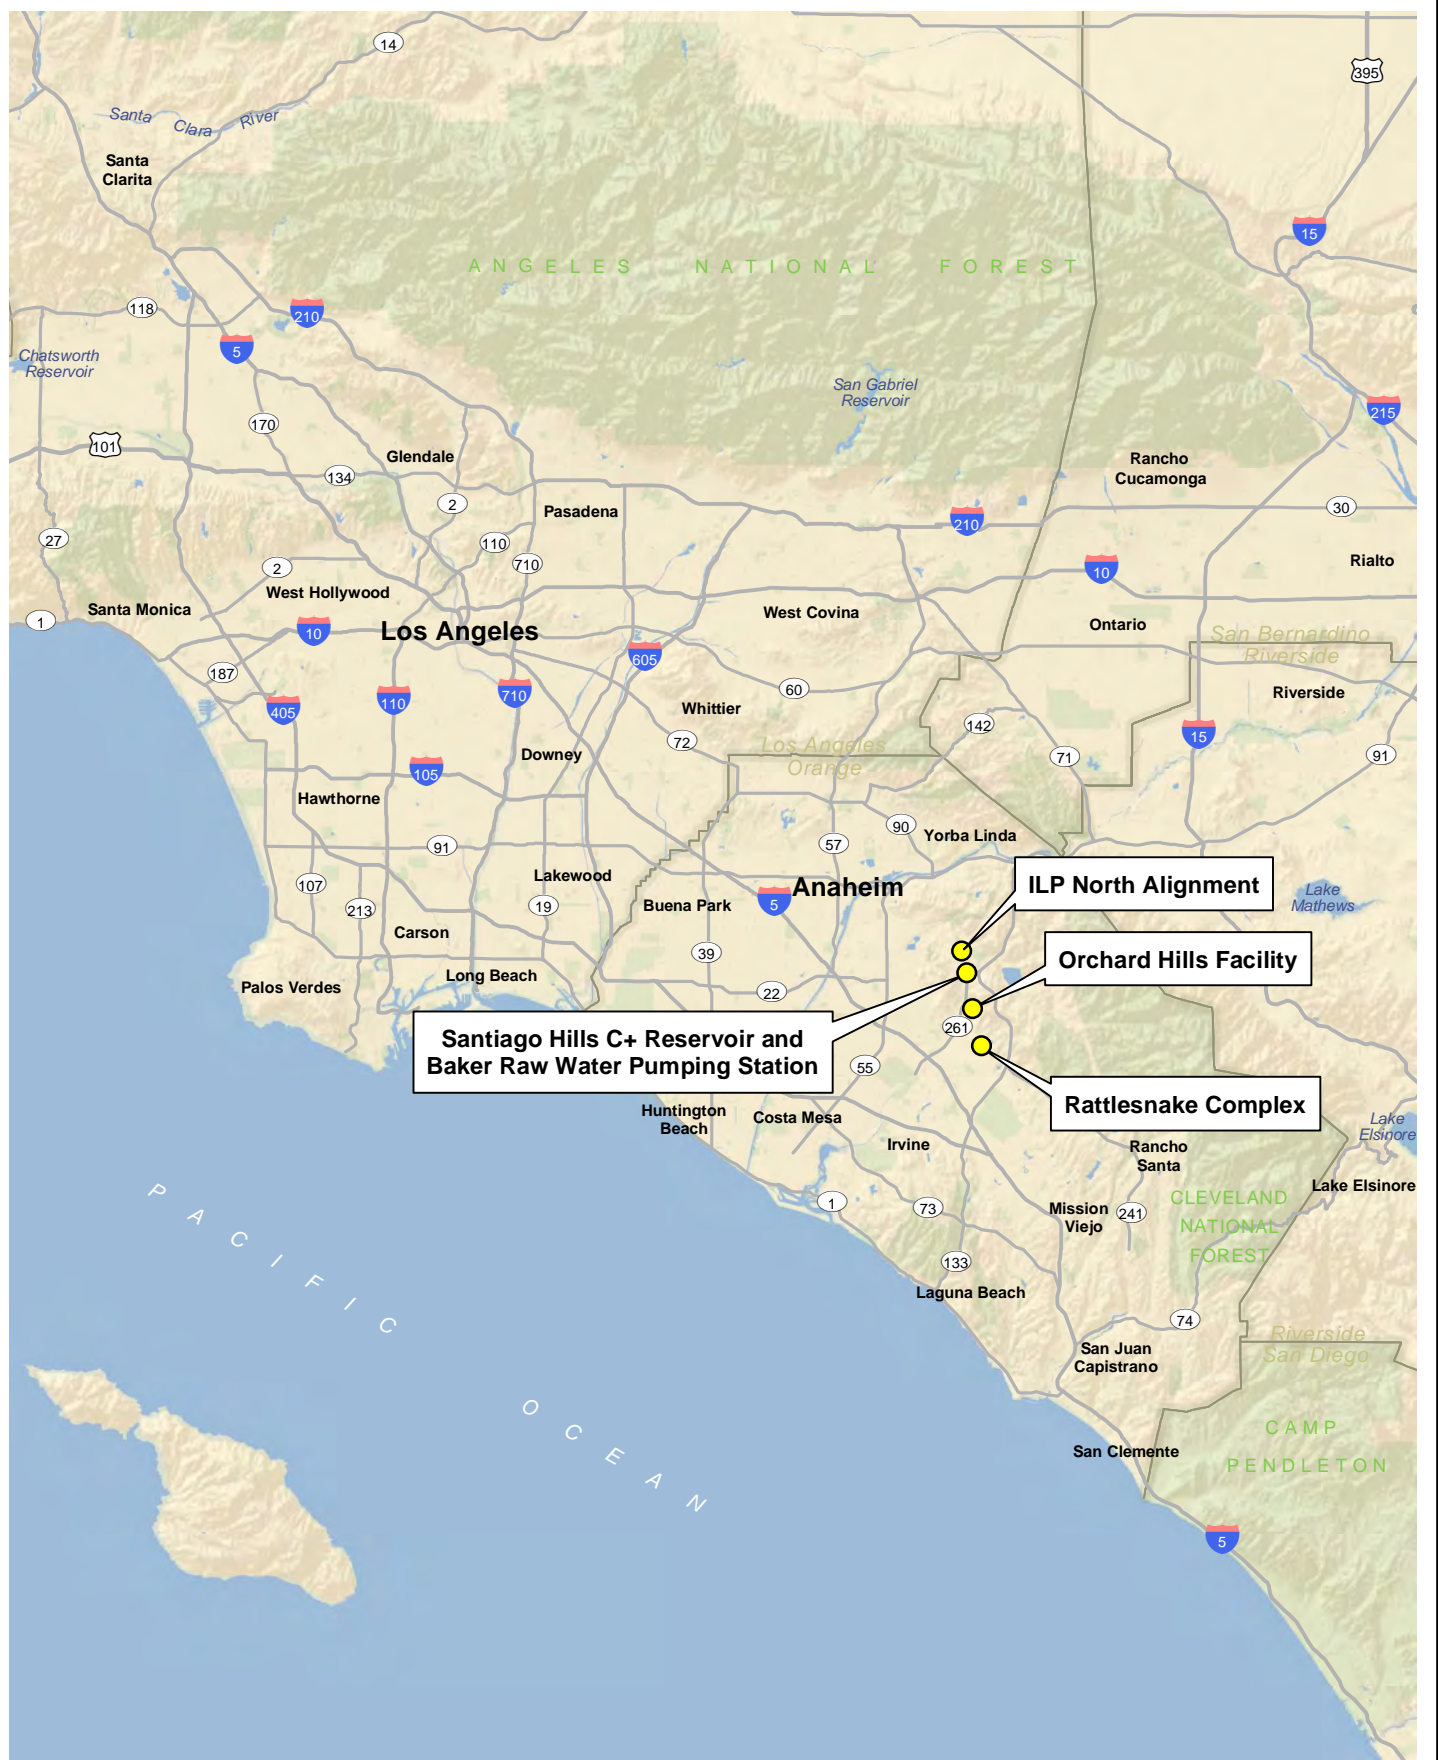 14
395
Santa Clara River
Santa
Clarita
15
ANGELES NATIONAL FOREST
118
210
5
Chatsworth
Reservoir
San Gabriel
Reservoir
215
170
101
Glendale
134
Rancho
Cucamonga
2
Pasadena
30
210
27
110
710
2
Rialto
10
West Hollywood
Santa Monica
West Covina
1
10
Los Angeles
Ontario
San Bernardino
Riverside
605
187
60
Riverside
405
110
710
Whittier
142
15
72
Los Angeles
Orange
Downey
71
91
105
Hawthorne
90
Yorba Linda
91
57
107
Lakewood
Anaheim
ILP North Alignment
Lake
Mathews
213
19
Buena Park
5
Carson
39
Orchard Hills Facility
Long Beach
Palos Verdes
22
261
Santiago Hills C+ Reservoir and
Baker Raw Water Pumping Station
55
Rattlesnake Complex
Huntington
Beach
Costa Mesa
Irvine
Rancho
Santa
Lake
Elsinore
Lake Elsinore
PACIFIC
1
73
Mission
Viejo
241
CLEVELAND
NATIONAL
FOREST
133
Laguna Beach
74
San Juan
Capistrano
Riverside
San Diego
OCEAN
CAMP
PENDLETON
San Clemente
5